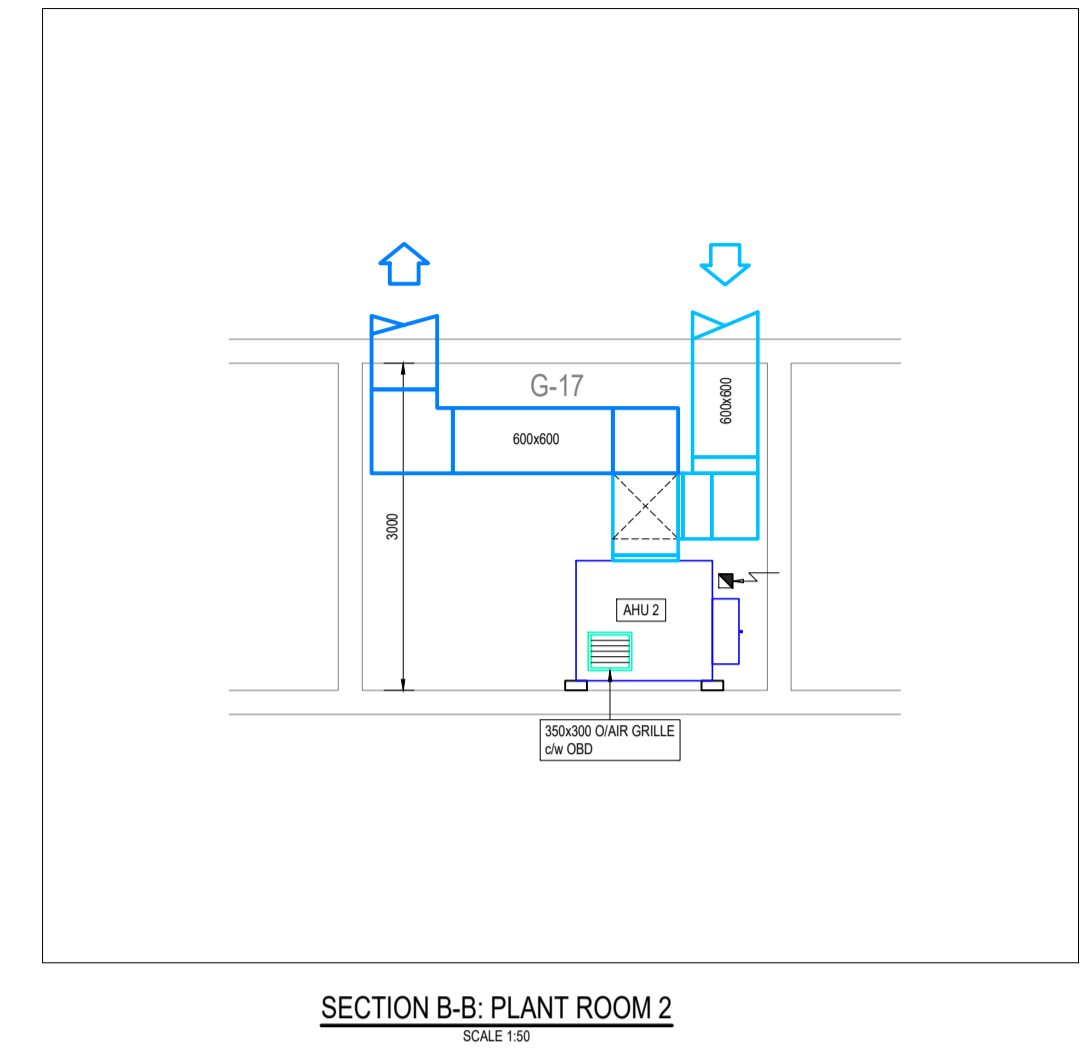 G-17
600x600
600x600
3000
AHU 2
350x300 O/AIR GRILLE
c/w OBD
SECTION B-B: PLANT ROOM 2
SCALE 1:50